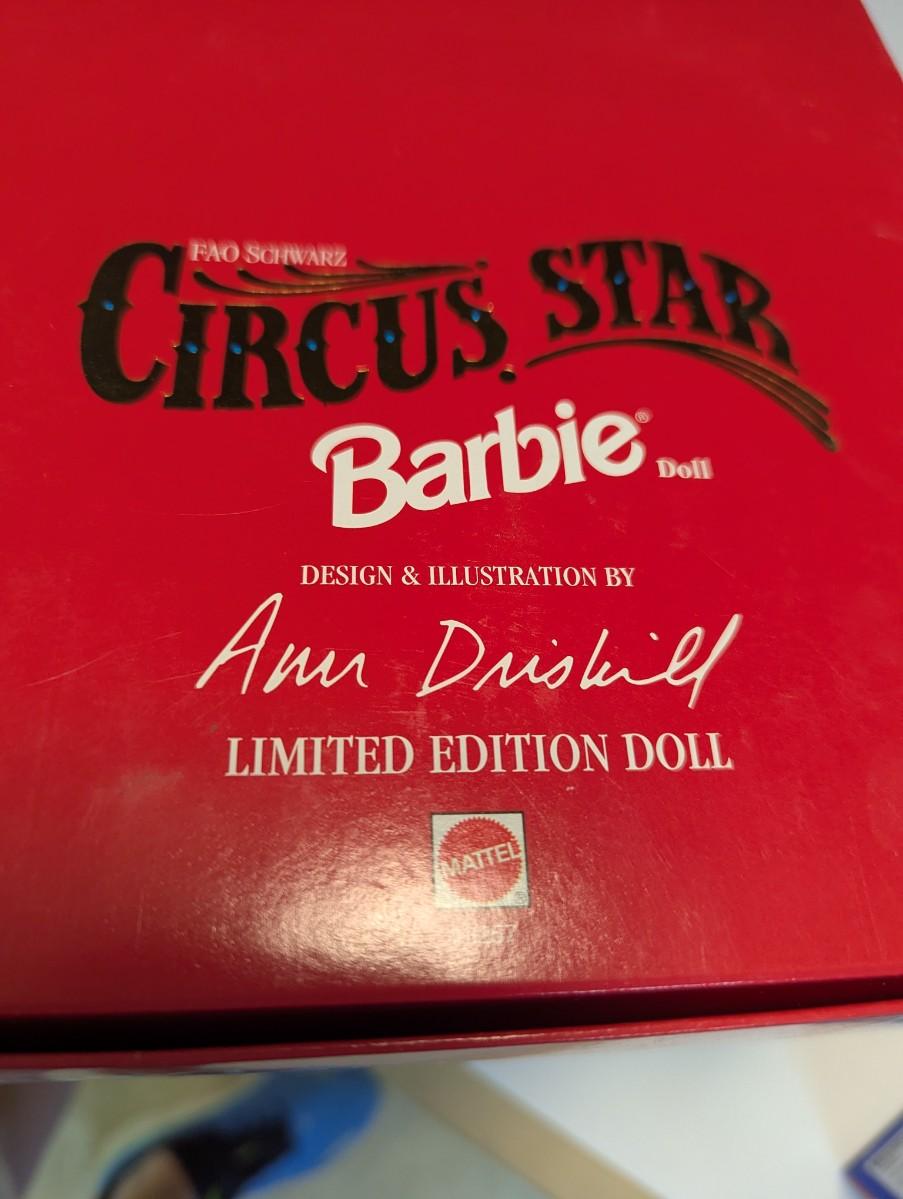 FAO SCHWARZ
CIRCUS STAR
Barbie® Doll
DESIGN & ILLUSTRATION BY
Ann Driskill
LIMITED EDITION DOLL
MATTEL